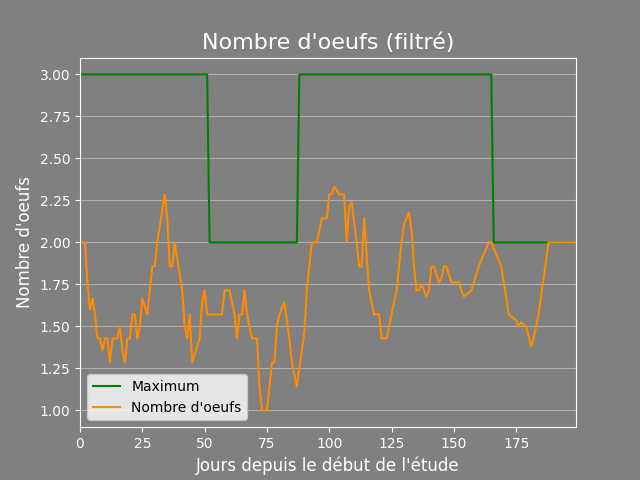 Nombre d'oeufs (filtré)
3.00
2.75
2.50
2.25
2.00
1.75
1.50
1.25
1.00
Nombre d'oeufs
Maximum
Nombre d'oeufs
0 25 50 75 100 125 150 175
Jours depuis le début de l'étude